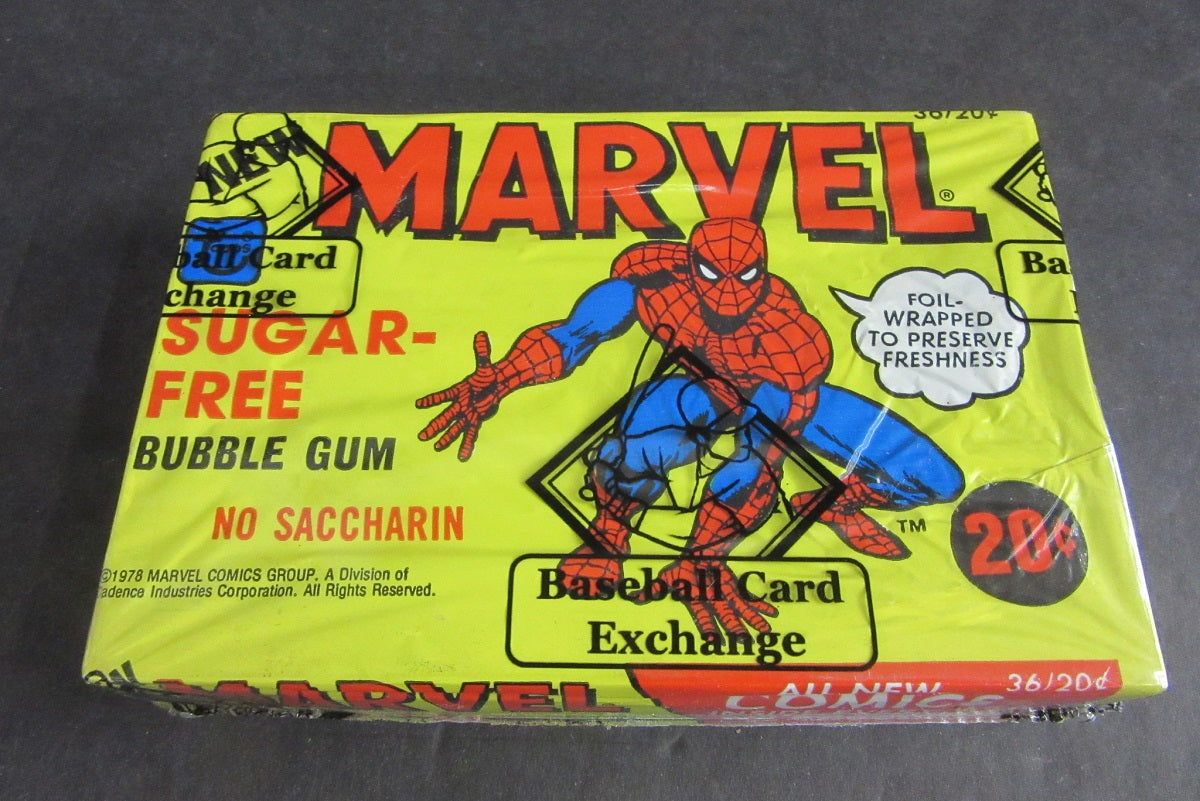 36/20¢
NEW
MARVEL®
ball Card
change
Ba
SUGAR-
FREE
BUBBLE GUM
NO SACCHARIN
FOIL-
WRAPPED
TO PRESERVE
FRESHNESS
20¢
TM
©1978 MARVEL COMICS GROUP. A Division of
adence Industries Corporation. All Rights Reserved.
Baseball Card
Exchange
MARVEL
ALL NEW
COMICS
36/20¢